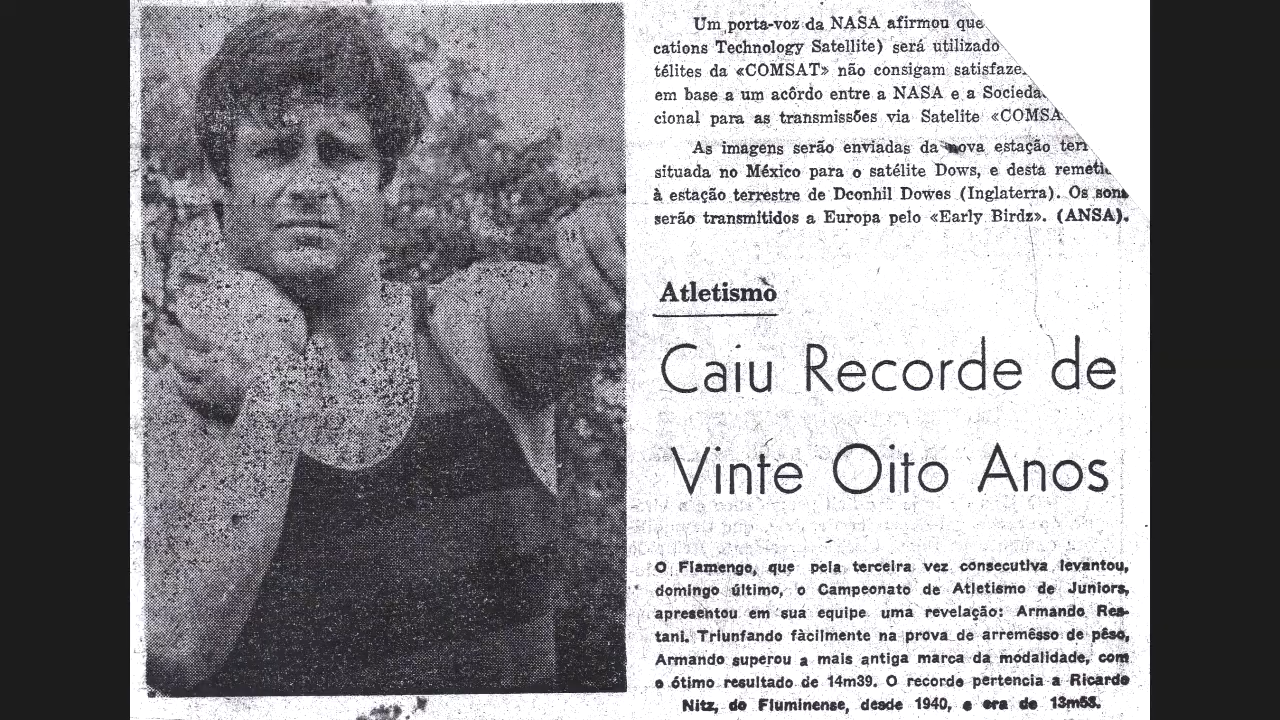 Um porta-voz da NASA afirmou que
cations Technology Satellite) será utilizado
télites da «COMSAT» não consigam
em base a um acôrdo entre a NASA e a
cional para as transmissões via Satelite
As imagens serão enviadas da nova estação
situada no México para o satélite Dows, e desta
à estação terrestre de Dconhil Dowes (Inglaterra). Os sons
serão transmitidos a Europa pelo «Early Birdz». (ANSA).
Atletismo
Caiu Recorde de
Vinte Oito Anos
O Flamengo, que pela terceira vez consecutiva levantou,
domingo último, o Campeonato de Atletismo de Juniors,
apresentou em sua equipe uma revelação: Armando Res-
tani. Triunfando fàcilmente na prova de arremêsso de pêso,
Armando superou a mais antiga marca da modalidade, com
o ótimo resultado de 14m39. O recorde pertencia a Ricardo
Nitz, do Fluminense, desde 1940, e era de 13m58.